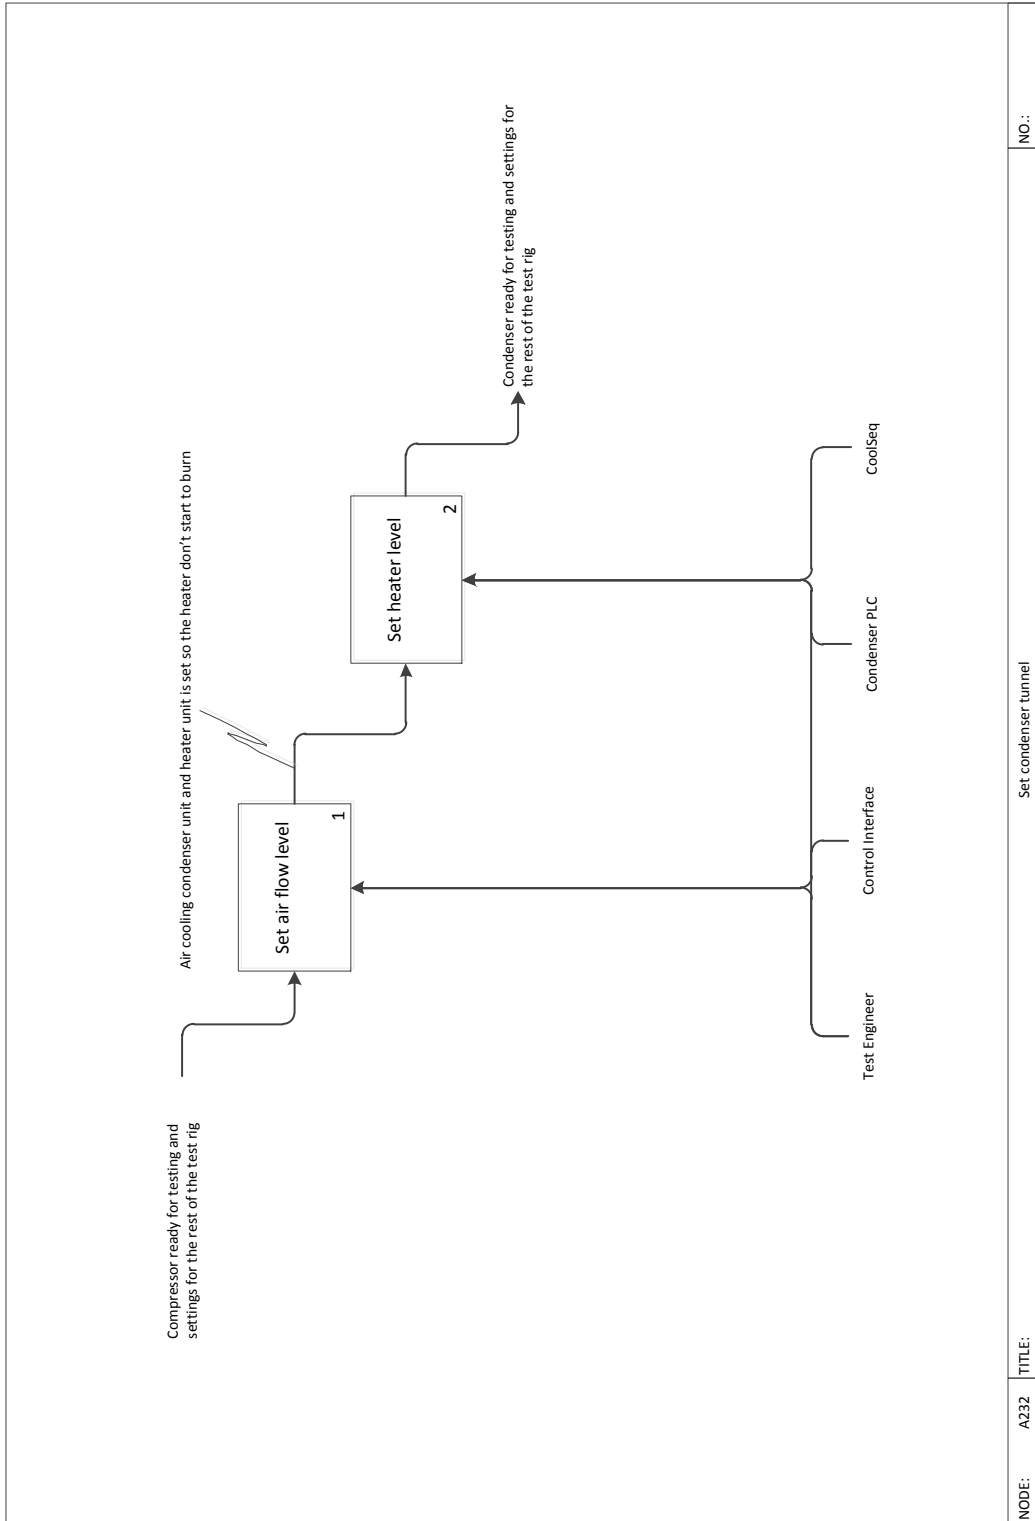 Compressor ready for testing and
settings for the rest of the test rig
Air cooling condenser unit and heater unit is set so the heater don't start to burn
Set air flow level
1
Set heater level
2
Condenser ready for testing and settings for
the rest of the test rig
Test Engineer
Control Interface
Condenser PLC
CoolSeq
NODE:
A232
TITLE:
Set condenser tunnel
NO.: